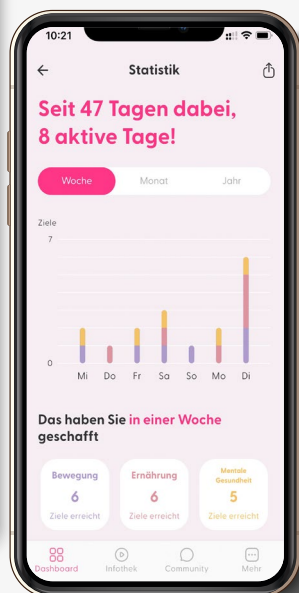 10:21
Statistik
Seit 47 Tagen dabei,
8 aktive Tage!
Woche Monat Jahr
Ziele
7
0
Mi Do Fr Sa So Mo Di
Das haben Sie in einer Woche
geschafft
Bewegung
6
Ziele erreicht
Ernährung
6
Ziele erreicht
Mentale
Gesundheit
5
Ziele erreicht
Dashboard Infothek Community Mehr